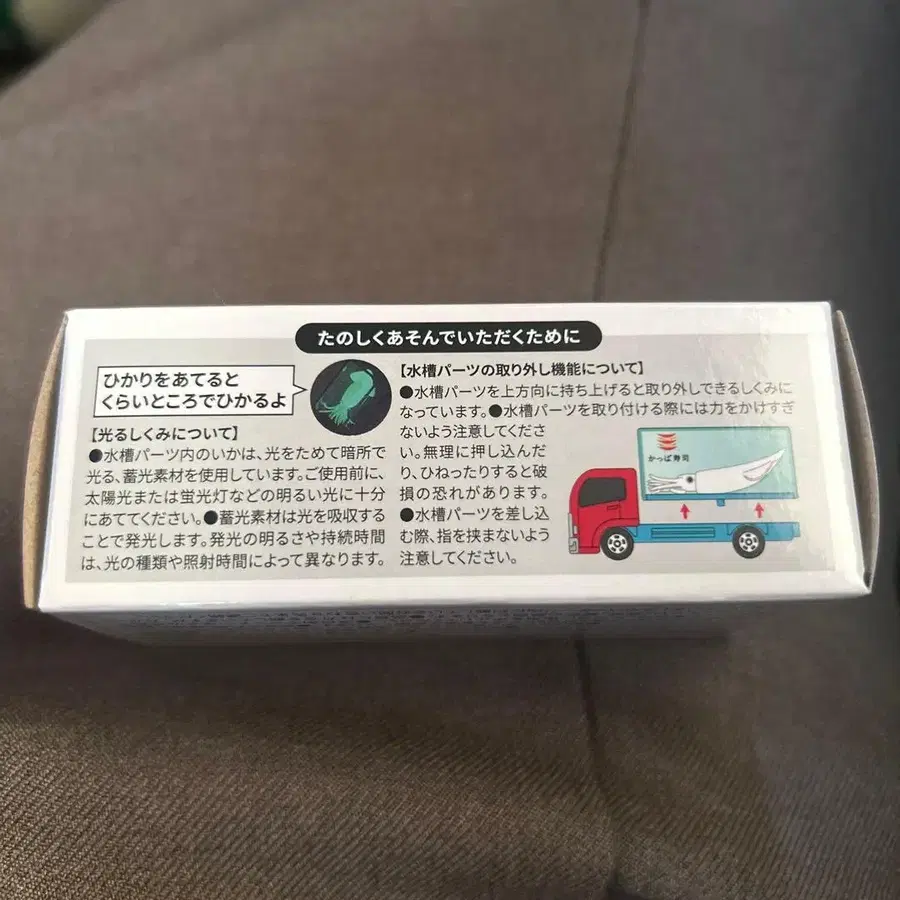 たのしくあそんでいただくために
ひかりをあてると
くらいところでひかるよ
【光るしくみについて】
●水槽パーツ内のいかは、光をためて暗所で
光る、蓄光素材を使用しています。ご使用前に、
太陽光または蛍光灯などの明るい光に十分
にあててください。●蓄光素材は光を吸収する
ことで発光します。発光の明るさや持続時間
は、光の種類や照射時間によって異なります。
【水槽パーツの取り外し機能について】
●水槽パーツを上方向に持ち上げると取り外しできるしくみに
なっています。●水槽パーツを取り付ける際には力をかけすぎ
ないよう注意してくださ
い。無理に押し込んだ
り、ひねったりすると破
損の恐れがあります。
●水槽パーツを差し込
む際、指を挟まないよう
注意してください。
かっぱ寿司